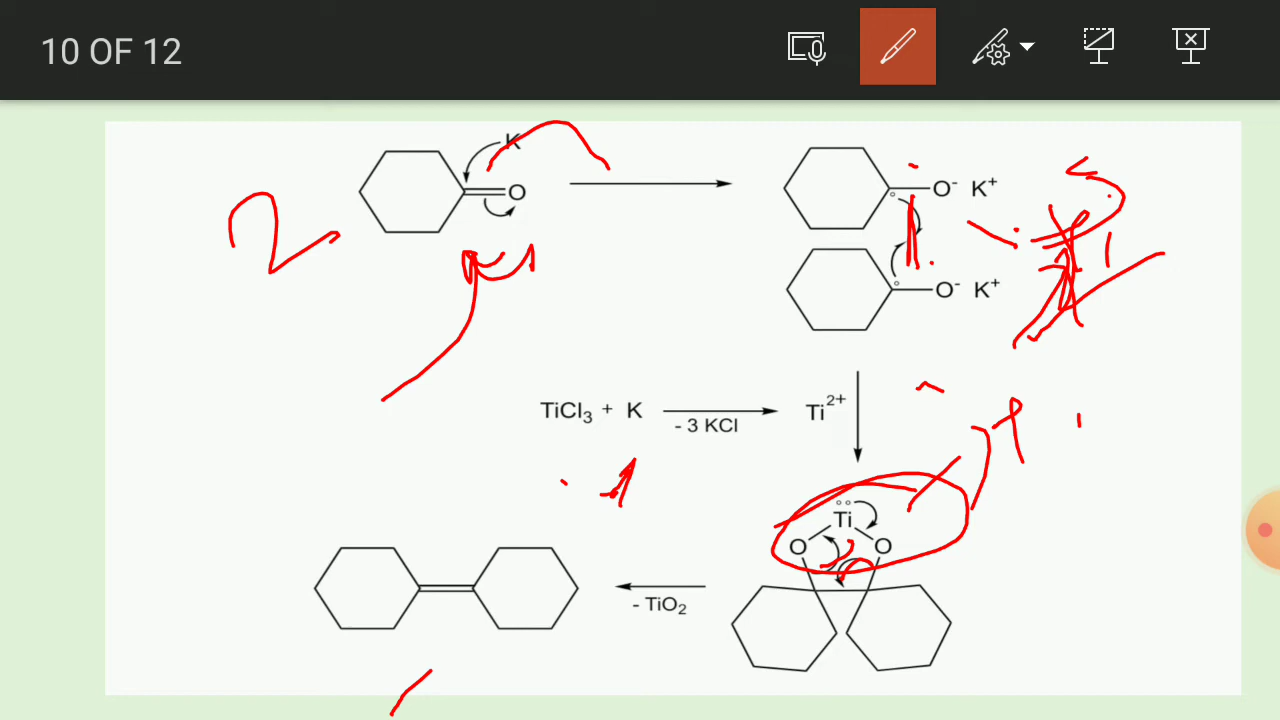 10 OF 12
K
O
O⁻ K⁺
O⁻ K⁺
2
TiCl₃ + K
- 3 KCl
Ti²⁺
Ti
O O
- TiO₂